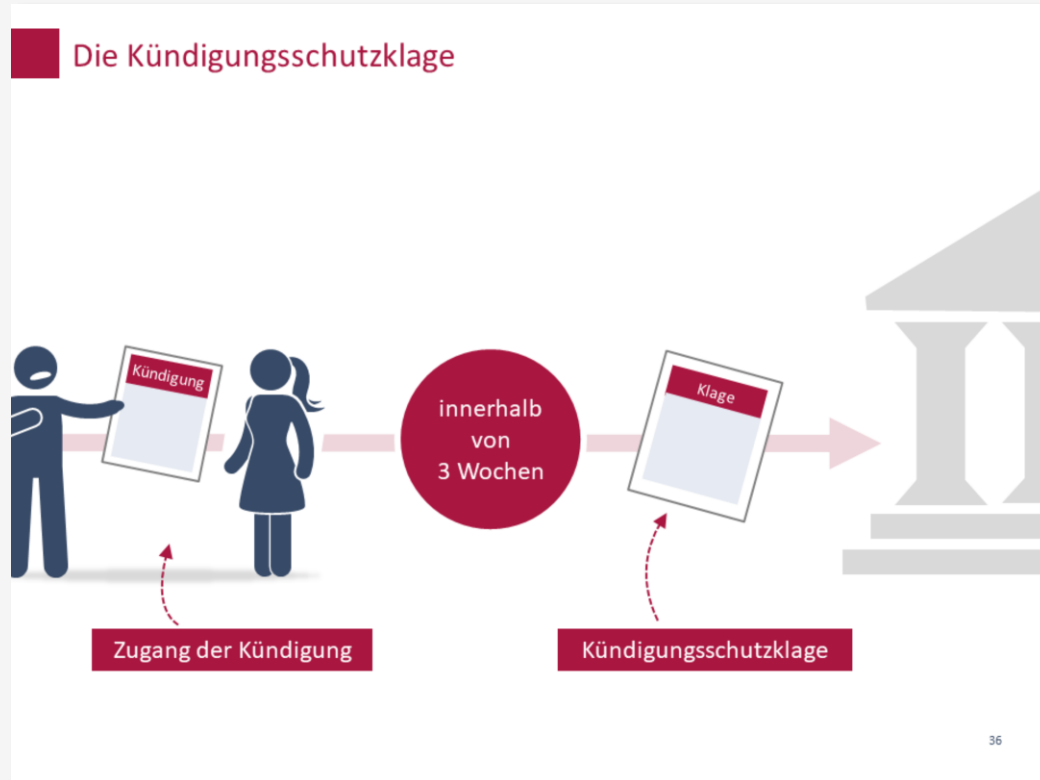 Die Kündigungsschutzklage
Kündigung
innerhalb
von
3 Wochen
Klage
Zugang der Kündigung
Kündigungsschutzklage
36